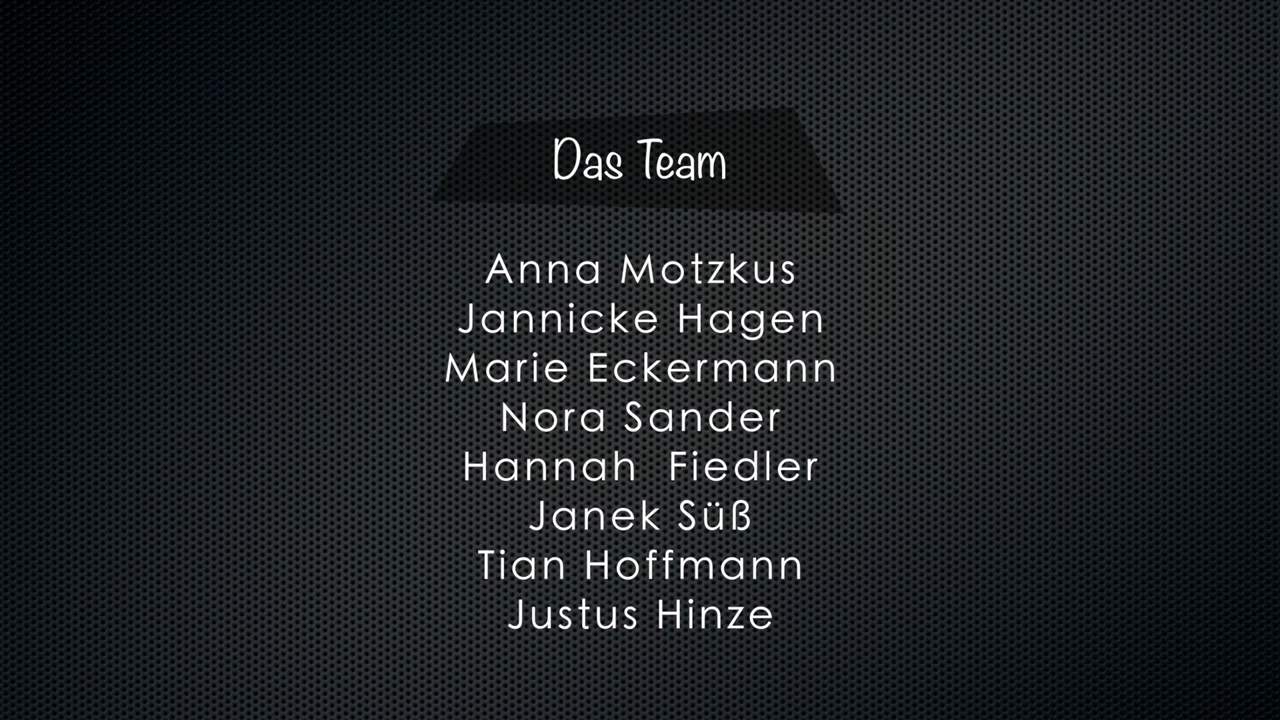 Das Team
Anna Motzkus
Jannicke Hagen
Marie Eckermann
Nora Sander
Hannah  Fiedler
Janek Süß
Tian Hoffmann
Justus Hinze